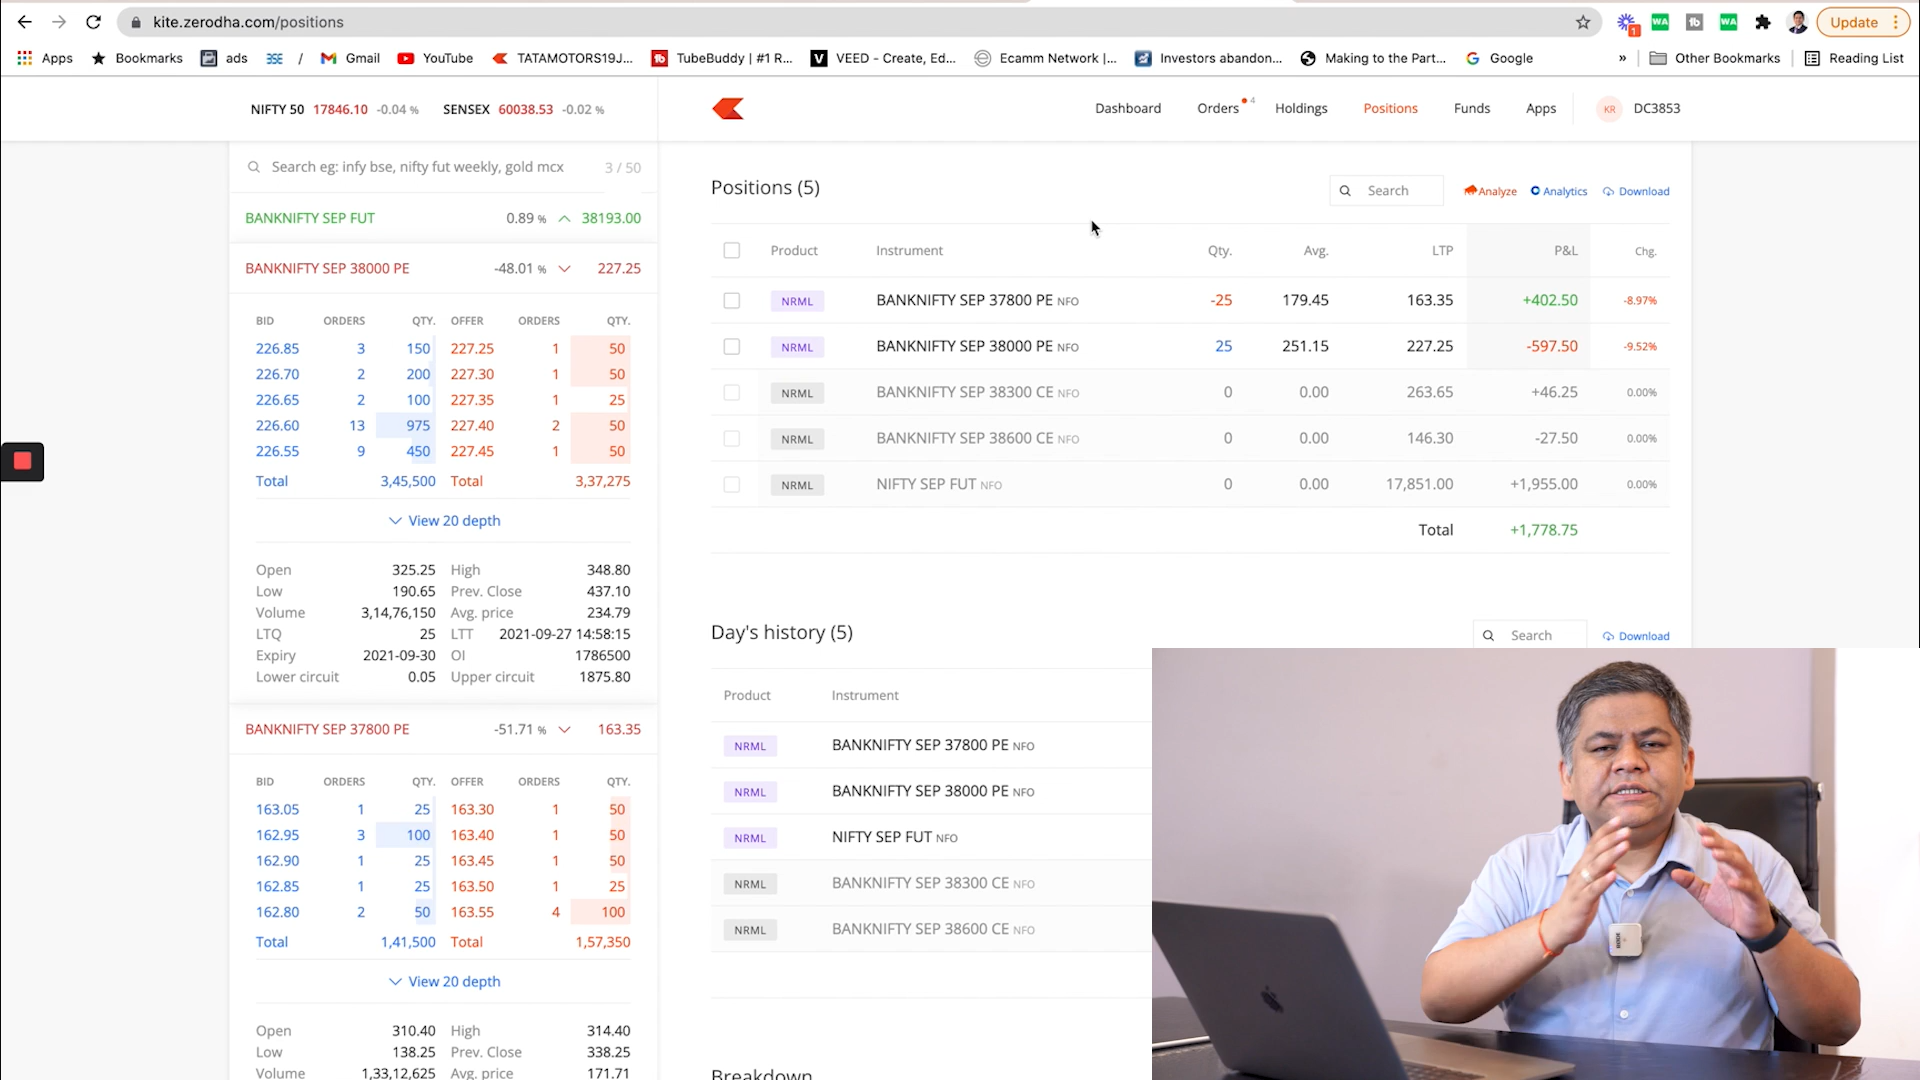 kite.zerodha.com/positions
1
WA
tb
WA
Update
Apps
Bookmarks
ads
/
Gmail
YouTube
TATAMOTORS19J...
TubeBuddy | #1 R...
VEED - Create, Ed...
Ecamm Network |...
Investors abandon...
Making to the Part...
Google
»
Other Bookmarks
Reading List
NIFTY 50 17846.10 -0.04 %
SENSEX 60038.53 -0.02 %
Dashboard
Orders 4
Holdings
Positions
Funds
Apps
KR
DC3853
Search eg: infy bse, nifty fut weekly, gold mcx 3 / 50
BANKNIFTY SEP FUT 0.89 % 38193.00
BANKNIFTY SEP 38000 PE -48.01 % 227.25
BID ORDERS QTY. OFFER ORDERS QTY.
226.85 3 150 227.25 1 50
226.70 2 200 227.30 1 50
226.65 2 100 227.35 1 25
226.60 13 975 227.40 2 50
226.55 9 450 227.45 1 50
Total 3,45,500 Total 3,37,275
View 20 depth
Open 325.25 High 348.80
Low 190.65 Prev. Close 437.10
Volume 3,14,76,150 Avg. price 234.79
LTQ 25 LTT 2021-09-27 14:58:15
Expiry 2021-09-30 OI 1786500
Lower circuit 0.05 Upper circuit 1875.80
BANKNIFTY SEP 37800 PE -51.71 % 163.35
BID ORDERS QTY. OFFER ORDERS QTY.
163.05 1 25 163.30 1 50
162.95 3 100 163.40 1 50
162.90 1 25 163.45 1 50
162.85 1 25 163.50 1 25
162.80 2 50 163.55 4 100
Total 1,41,500 Total 1,57,350
View 20 depth
Open 310.40 High 314.40
Low 138.25 Prev. Close 338.25
Volume 1,33,12,625 Avg. price 171.71
Positions (5)
Search
Analyze
Analytics
Download
Product Instrument Qty. Avg. LTP P&L Chg.
NRML BANKNIFTY SEP 37800 PE NFO -25 179.45 163.35 +402.50 -8.97%
NRML BANKNIFTY SEP 38000 PE NFO 25 251.15 227.25 -597.50 -9.52%
NRML BANKNIFTY SEP 38300 CE NFO 0 0.00 263.65 +46.25 0.00%
NRML BANKNIFTY SEP 38600 CE NFO 0 0.00 146.30 -27.50 0.00%
NRML NIFTY SEP FUT NFO 0 0.00 17,851.00 +1,955.00 0.00%
Total +1,778.75
Day's history (5)
Search
Download
Product Instrument
NRML BANKNIFTY SEP 37800 PE NFO
NRML BANKNIFTY SEP 38000 PE NFO
NRML NIFTY SEP FUT NFO
NRML BANKNIFTY SEP 38300 CE NFO
NRML BANKNIFTY SEP 38600 CE NFO
Breakdown
RODE